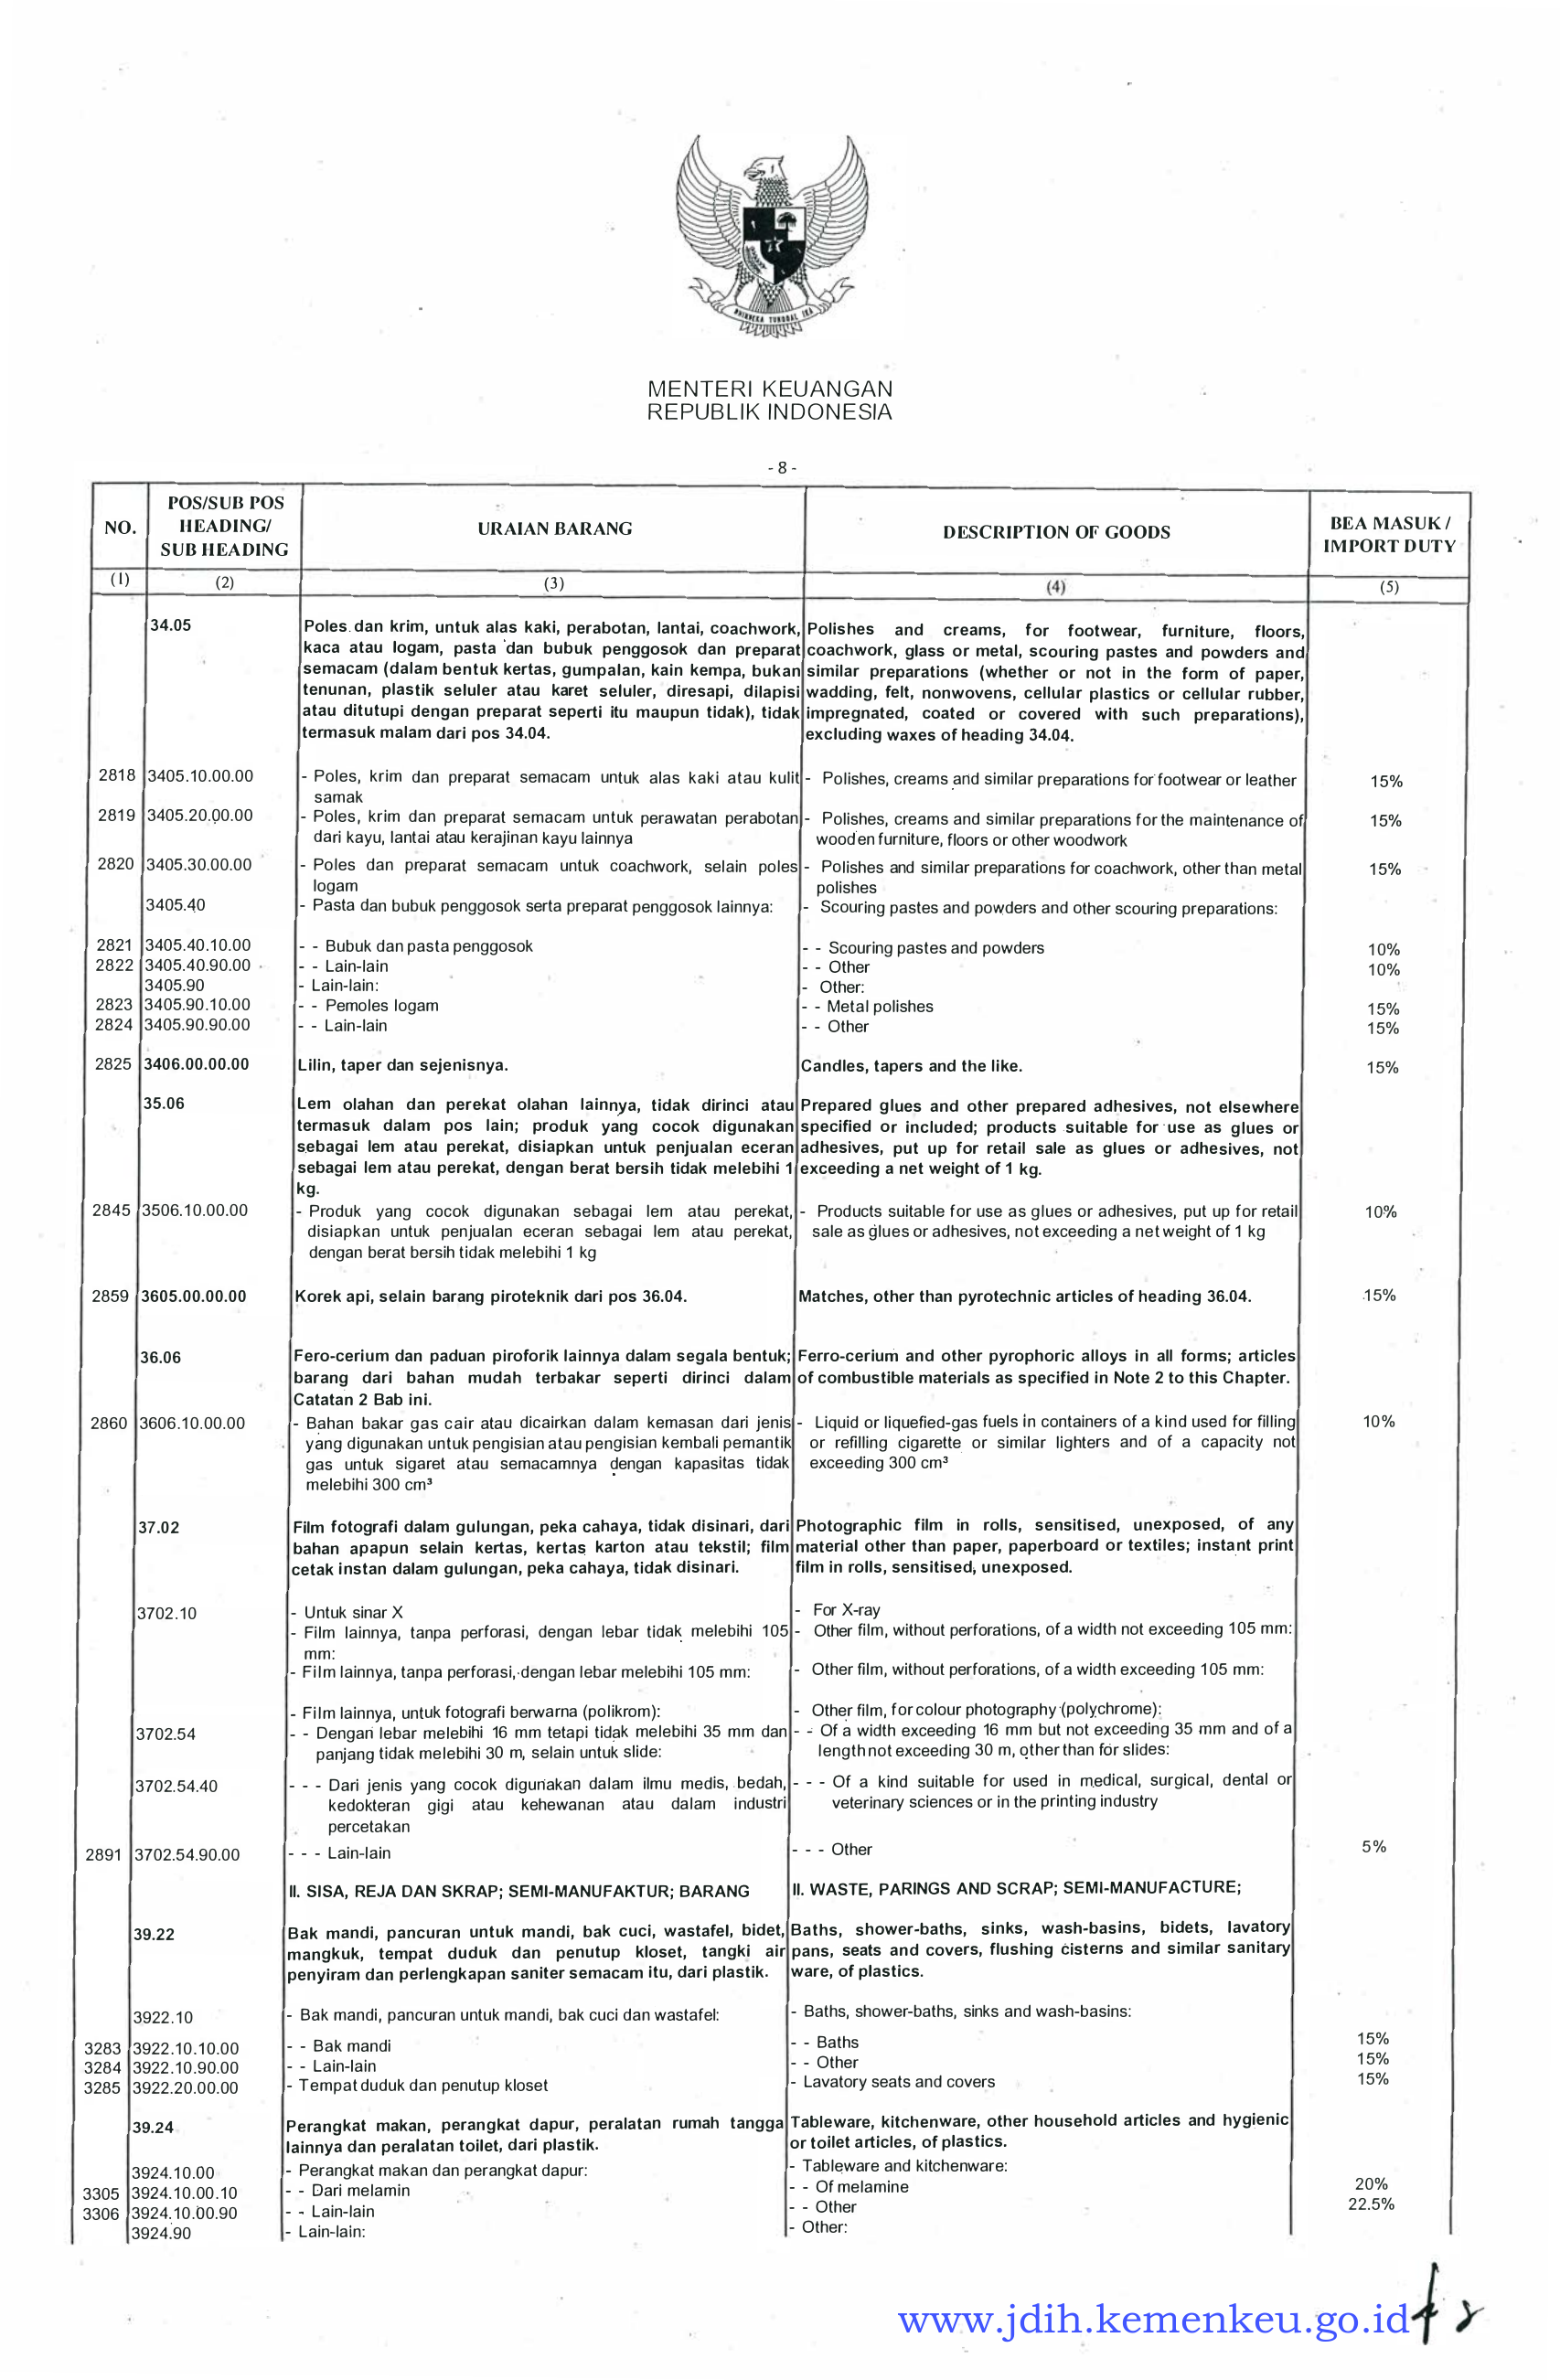 BHINNEKA TUNGGAL IKA
MENTERI KEUANGAN
REPUBLIK INDONESIA
- 8 -
NO. POS/SUB POS HEADING/ SUB HEADING URAIAN BARANG DESCRIPTION OF GOODS BEA MASUK / IMPORT DUTY
(1) (2) (3) (4) (5)
34.05 Poles dan krim, untuk alas kaki, perabotan, lantai, coachwork, Polishes and creams, for footwear, furniture, floors,
kaca atau logam, pasta dan bubuk penggosok dan preparat coachwork, glass or metal, scouring pastes and powders and
semacam (dalam bentuk kertas, gumpalan, kain kempa, bukan similar preparations (whether or not in the form of paper,
tenunan, plastik seluler atau karet seluler, diresapi, dilapisi wadding, felt, nonwovens, cellular plastics or cellular rubber,
atau ditutupi dengan preparat seperti itu maupun tidak), tidak impregnated, coated or covered with such preparations),
termasuk malam dari pos 34.04. excluding waxes of heading 34.04.
2818 3405.10.00.00 - Poles, krim dan preparat semacam untuk alas kaki atau kulit - Polishes, creams and similar preparations for footwear or leather 15%
samak
2819 3405.20.00.00 - Poles, krim dan preparat semacam untuk perawatan perabotan - Polishes, creams and similar preparations for the maintenance of 15%
dari kayu, lantai atau kerajinan kayu lainnya wooden furniture, floors or other woodwork
2820 3405.30.00.00 - Poles dan preparat semacam untuk coachwork, selain poles - Polishes and similar preparations for coachwork, other than metal 15%
logam polishes
3405.40 - Pasta dan bubuk penggosok serta preparat penggosok lainnya: - Scouring pastes and powders and other scouring preparations:
2821 3405.40.10.00 - - Bubuk dan pasta penggosok - - Scouring pastes and powders 10%
2822 3405.40.90.00 - - Lain-lain - - Other 10%
3405.90 - Lain-lain: - Other:
2823 3405.90.10.00 - - Pemoles logam - - Metal polishes 15%
2824 3405.90.90.00 - - Lain-lain - - Other 15%
2825 3406.00.00.00 Lilin, taper dan sejenisnya. Candles, tapers and the like. 15%
35.06 Lem olahan dan perekat olahan lainnya, tidak dirinci atau Prepared glues and other prepared adhesives, not elsewhere
termasuk dalam pos lain; produk yang cocok digunakan specified or included; products suitable for use as glues or
sebagai lem atau perekat, disiapkan untuk penjualan eceran adhesives, put up for retail sale as glues or adhesives, not
sebagai lem atau perekat, dengan berat bersih tidak melebihi 1 exceeding a net weight of 1 kg.
kg.
2845 3506.10.00.00 - Produk yang cocok digunakan sebagai lem atau perekat, - Products suitable for use as glues or adhesives, put up for retail 10%
disiapkan untuk penjualan eceran sebagai lem atau perekat, sale as glues or adhesives, not exceeding a net weight of 1 kg
dengan berat bersih tidak melebihi 1 kg
2859 3605.00.00.00 Korek api, selain barang piroteknik dari pos 36.04. Matches, other than pyrotechnic articles of heading 36.04. 15%
36.06 Fero-cerium dan paduan piroforik lainnya dalam segala bentuk; Ferro-cerium and other pyrophoric alloys in all forms; articles
barang dari bahan mudah terbakar seperti dirinci dalam of combustible materials as specified in Note 2 to this Chapter.
Catatan 2 Bab ini.
2860 3606.10.00.00 - Bahan bakar gas cair atau dicairkan dalam kemasan dari jenis - Liquid or liquefied-gas fuels in containers of a kind used for filling 10%
yang digunakan untuk pengisian atau pengisian kembali pemantik or refilling cigarette or similar lighters and of a capacity not
gas untuk sigaret atau semacamnya dengan kapasitas tidak exceeding 300 cm³
melebihi 300 cm³
37.02 Film fotografi dalam gulungan, peka cahaya, tidak disinari, dari Photographic film in rolls, sensitised, unexposed, of any
bahan apapun selain kertas, kertas karton atau tekstil; film material other than paper, paperboard or textiles; instant print
cetak instan dalam gulungan, peka cahaya, tidak disinari. film in rolls, sensitised, unexposed.
3702.10 - Untuk sinar X - For X-ray
- Film lainnya, tanpa perforasi, dengan lebar tidak melebihi 105 - Other film, without perforations, of a width not exceeding 105 mm:
mm:
- Film lainnya, tanpa perforasi, dengan lebar melebihi 105 mm: - Other film, without perforations, of a width exceeding 105 mm:
- Film lainnya, untuk fotografi berwarna (polikrom): - Other film, for colour photography (polychrome):
3702.54 - - Dengan lebar melebihi 16 mm tetapi tidak melebihi 35 mm dan - - Of a width exceeding 16 mm but not exceeding 35 mm and of a
panjang tidak melebihi 30 m, selain untuk slide: length not exceeding 30 m, other than for slides:
3702.54.40 - - - Dari jenis yang cocok digunakan dalam ilmu medis, bedah, - - - Of a kind suitable for used in medical, surgical, dental or
kedokteran gigi atau kehewanan atau dalam industri veterinary sciences or in the printing industry
percetakan
2891 3702.54.90.00 - - - Lain-lain - - - Other 5%
II. SISA, REJA DAN SKRAP; SEMI-MANUFAKTUR; BARANG II. WASTE, PARINGS AND SCRAP; SEMI-MANUFACTURE;
39.22 Bak mandi, pancuran untuk mandi, bak cuci, wastafel, bidet, Baths, shower-baths, sinks, wash-basins, bidets, lavatory
mangkuk, tempat duduk dan penutup kloset, tangki air pans, seats and covers, flushing cisterns and similar sanitary
penyiram dan perlengkapan saniter semacam itu, dari plastik. ware, of plastics.
3922.10 - Bak mandi, pancuran untuk mandi, bak cuci dan wastafel: - Baths, shower-baths, sinks and wash-basins:
3283 3922.10.10.00 - - Bak mandi - - Baths 15%
3284 3922.10.90.00 - - Lain-lain - - Other 15%
3285 3922.20.00.00 - Tempat duduk dan penutup kloset - Lavatory seats and covers 15%
39.24 Perangkat makan, perangkat dapur, peralatan rumah tangga Tableware, kitchenware, other household articles and hygienic
lainnya dan peralatan toilet, dari plastik. or toilet articles, of plastics.
3924.10.00 - Perangkat makan dan perangkat dapur: - Tableware and kitchenware:
3305 3924.10.00.10 - - Dari melamin - - Of melamine 20%
3306 3924.10.00.90 - - Lain-lain - - Other 22.5%
3924.90 - Lain-lain: - Other:
www.jdih.kemenkeu.go.id